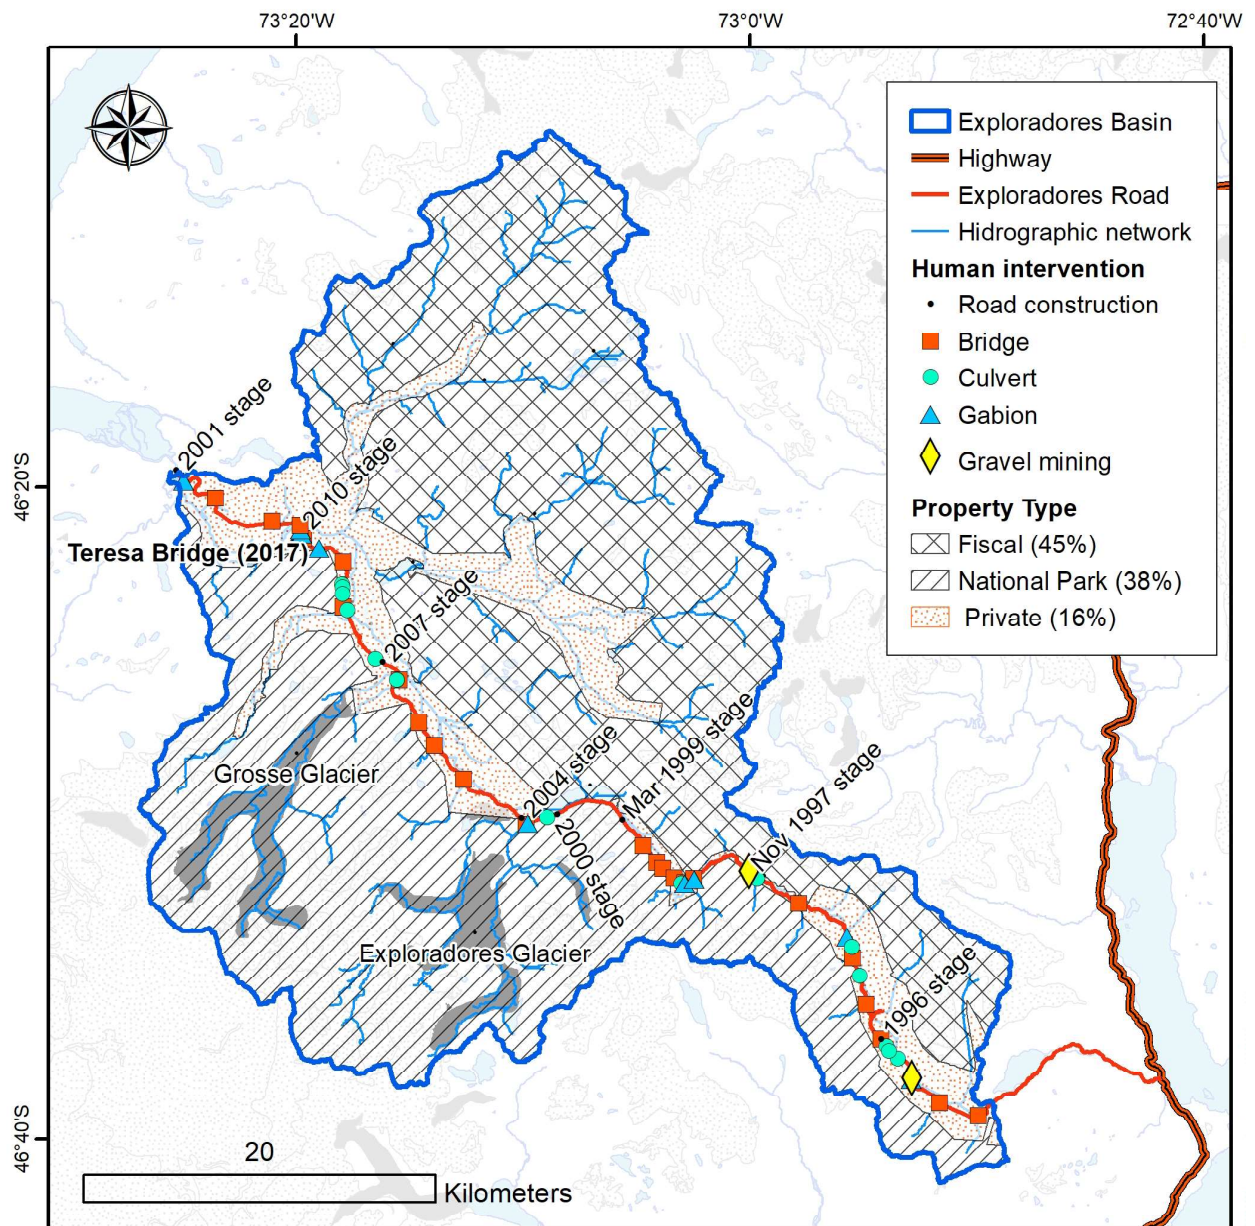 73°20'W
73°0'W
72°40'W
Exploradores Basin
Highway
Exploradores Road
Hidrographic network
Human intervention
Road construction
Bridge
Culvert
Gabion
Gravel mining
Property Type
Fiscal (45%)
National Park (38%)
Private (16%)
46°20'S
2001 stage
2010 stage
Teresa Bridge (2017)
2007 stage
Grosse Glacier
2004 stage
Mar 1999 stage
Nov 1997 stage
2000 stage
Exploradores Glacier
1996 stage
46°40'S
20
Kilometers